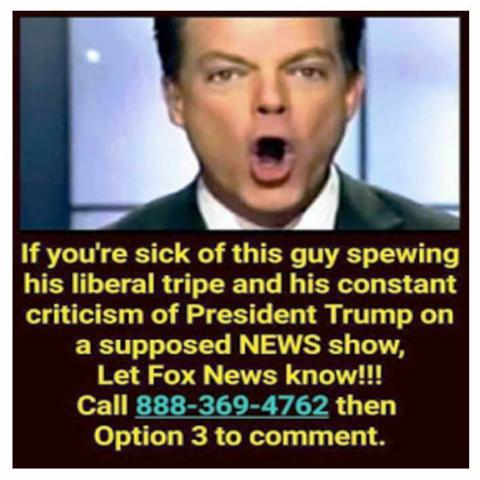 If you're sick of this guy spewing
his liberal tripe and his constant
criticism of President Trump on
a supposed NEWS show,
Let Fox News know!!!
Call 888-369-4762 then
Option 3 to comment.